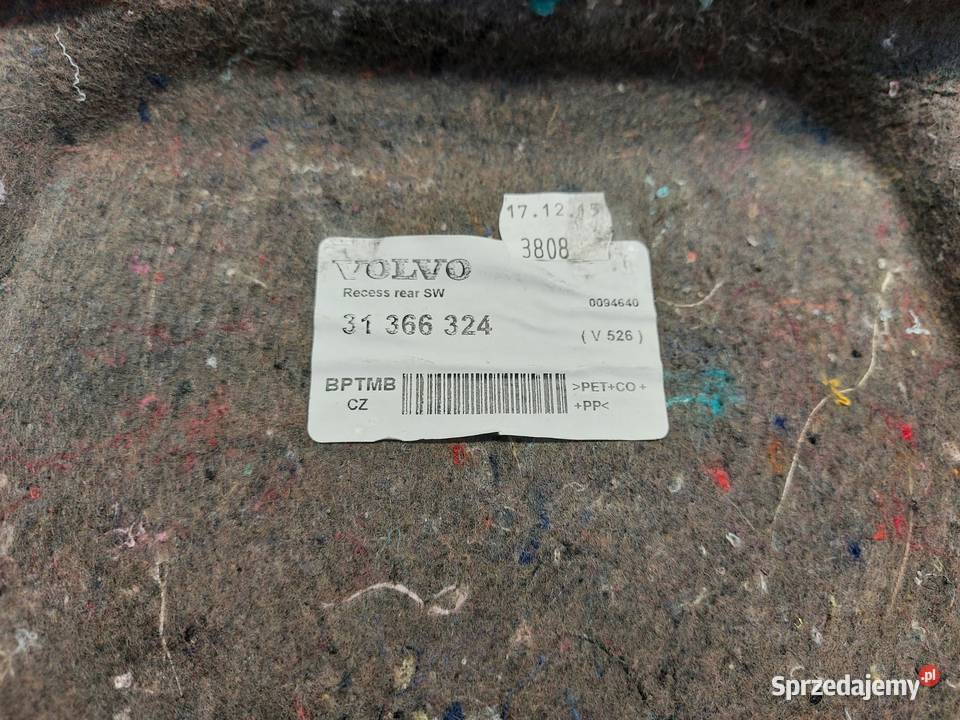 17.12.15
3808
VOLVO
Recess rear SW
0094640
31 366 324
( V 526 )
BPTMB
CZ
>PET+CO+
+PP<
Sprzedajemy.pl